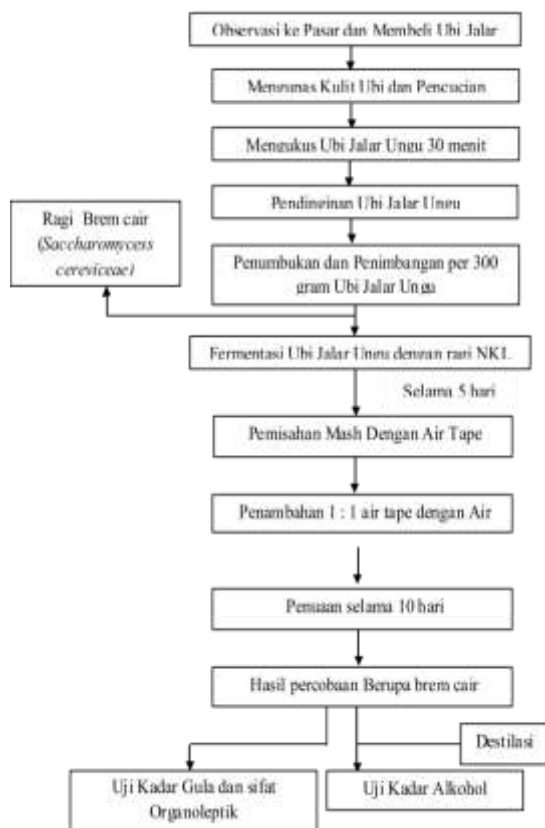 Observasi ke Pasar dan Membeli Ubi Jalar
Mengupas Kulit Ubi dan Pencucian
Mengukus Ubi Jalar Ungu 30 menit
Pendinginan Ubi Jalar Ungu
Ragi Brem cair
(Saccharomycess
cereviceae)
Penumbukan dan Penimbangan per 300
gram Ubi Jalar Ungu
Fermentasi Ubi Jalar Ungu dengan ragi NKL
Selama 5 hari
Pemisahan Mash Dengan Air Tape
Penambahan 1 : 1 air tape dengan Air
Penuaan selama 10 hari
Hasil percobaan Berupa brem cair
Destilasi
Uji Kadar Gula dan sifat
Organoleptik
Uji Kadar Alkohol